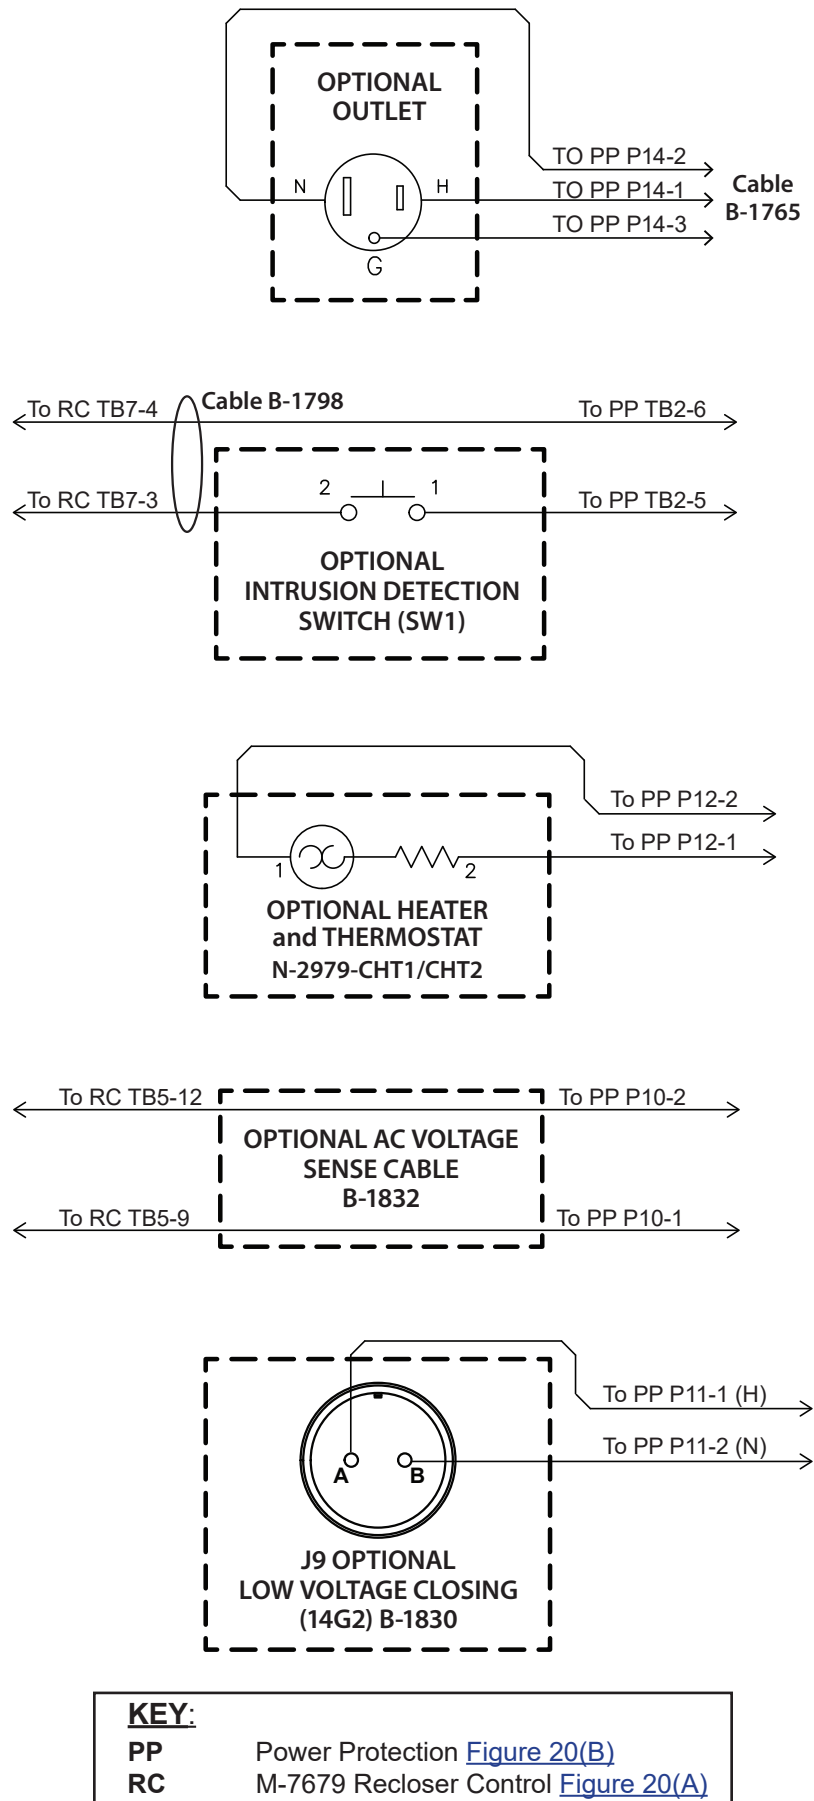 OPTIONAL
OUTLET
TO PP P14-2
N
H
TO PP P14-1
Cable
B-1765
TO PP P14-3
G
To RC TB7-4
Cable B-1798
To PP TB2-6
To RC TB7-3
2
1
To PP TB2-5
OPTIONAL
INTRUSION DETECTION
SWITCH (SW1)
To PP P12-2
To PP P12-1
1
2
OPTIONAL HEATER
and THERMOSTAT
N-2979-CHT1/CHT2
To RC TB5-12
To PP P10-2
OPTIONAL AC VOLTAGE
SENSE CABLE
B-1832
To RC TB5-9
To PP P10-1
To PP P11-1 (H)
To PP P11-2 (N)
A
B
J9 OPTIONAL
LOW VOLTAGE CLOSING
(14G2) B-1830
KEY:
PP Power Protection Figure 20(B)
RC M-7679 Recloser Control Figure 20(A)